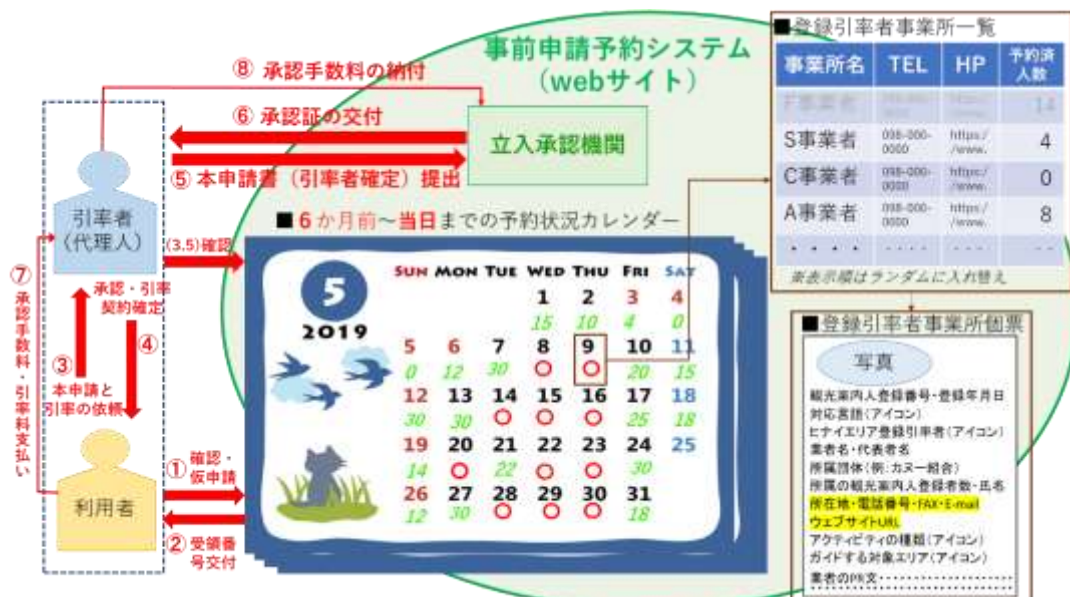 事前申請予約システム
(webサイト)
⑧ 承認手数料の納付
⑥ 承認証の交付
立入承認機関
⑤ 本申請書(引率者確定)提出
引率者
(代理人)
(3.5)確認
⑦承認手数料・引率料支払い
承認・引率
契約確定
④
③
本申請と
引率の依頼
利用者
①
確認・
仮申請
② 受領番
号交付
■6か月前~当日までの予約状況カレンダー
5
2019
SUN MON TUE WED THU FRI SAT
1 2 3 4
15 10 4 0
5 6 7 8 9 10 11
0 12 30 ○ ○ 20 15
12 13 14 15 16 17 18
30 30 ○ ○ ○ 25 18
19 20 21 22 23 24 25
14 ○ 22 ○ ○ 30
26 27 28 29 30 31
12 30 ○ ○ ○ 18
■登録引率者事業所一覧
事業所名 TEL HP 予約済
人数
14
S事業者 098-000-0000 https://www. 4
C事業者 098-000-0000 https://www. 0
A事業者 098-000-0000 https://www. 8
・・・・ ・・・・ ・・・・ ・・
※表示順はランダムに入れ替え
■登録引率者事業所個票
写真
観光案内人登録番号・登録年月日
対応言語(アイコン)
ヒナイエリア登録引率者(アイコン)
業者名・代表者名
所属団体(例:カヌー組合)
所属の観光案内人登録者数・氏名
所在地・電話番号・FAX・E-mail
ウェブサイトURL
アクティビティの種類(アイコン)
ガイドする対象エリア(アイコン)
業者のPR文・・・・・・・・・・・・・・・・・・